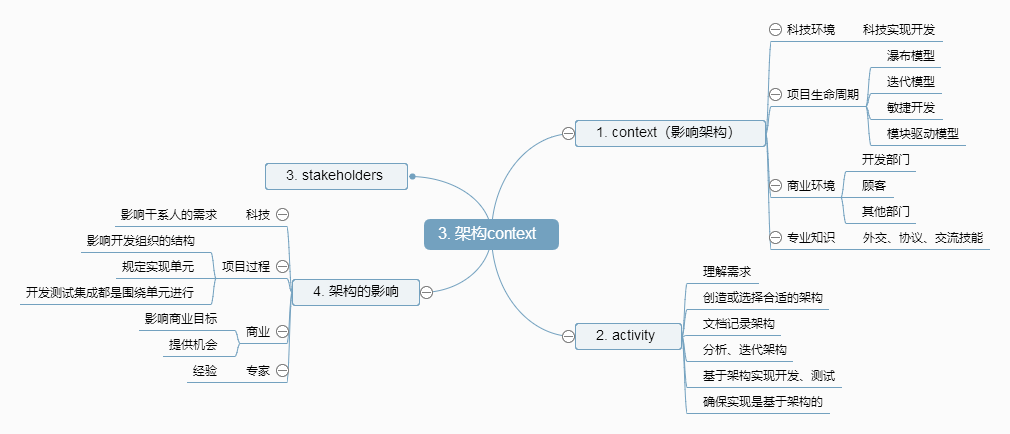 3. 架构context
1. context（影响架构）
科技环境
科技实现开发
项目生命周期
瀑布模型
迭代模型
敏捷开发
模块驱动模型
商业环境
开发部门
顾客
其他部门
专业知识
外交、协议、交流技能
2. activity
理解需求
创造或选择合适的架构
文档记录架构
分析、迭代架构
基于架构实现开发、测试
确保实现是基于架构的
3. stakeholders
4. 架构的影响
科技
影响干系人的需求
项目过程
影响开发组织的结构
规定实现单元
开发测试集成都是围绕单元进行
商业
影响商业目标
提供机会
专家
经验